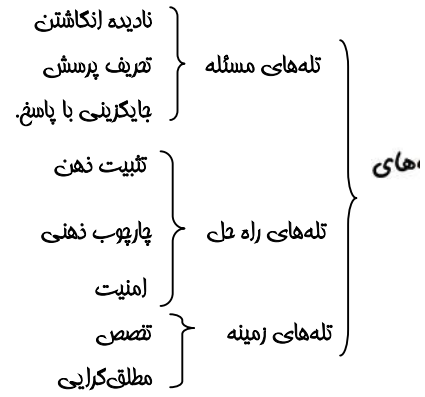 نادیده انگاشتن
تله‌های مسئله
تحریف پرسش
جایگزینی با پاسخ.
تثبیت ذهن
تله‌های راه حل
چارچوب ذهنی
امنیت
تله‌های زمینه
تخصص
مطلق‌گرایی